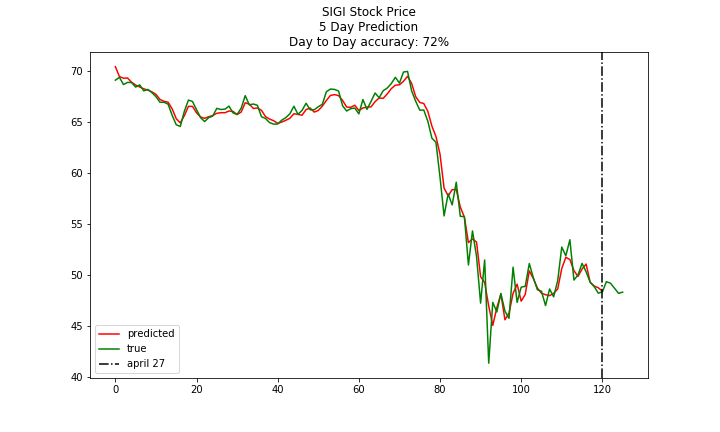 SIGI Stock Price
5 Day Prediction
Day to Day accuracy: 72%
70
65
60
55
50
45
40
predicted
true
april 27
0 20 40 60 80 100 120